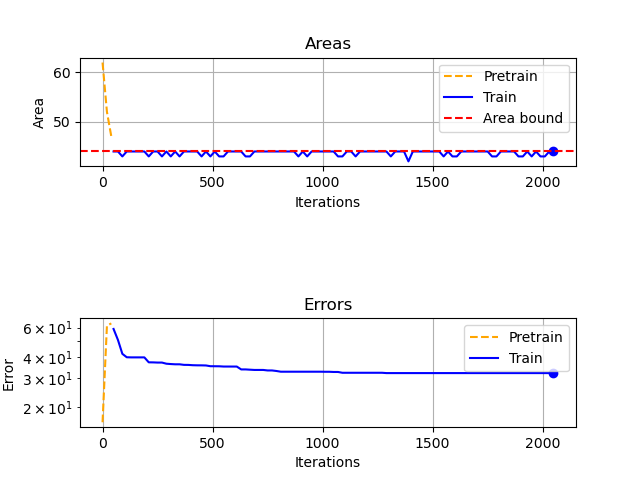 Areas
60
50
Area
Pretrain
Train
Area bound
0
500
1000
1500
2000
Iterations
Errors
6 × 10¹
4 × 10¹
3 × 10¹
2 × 10¹
Error
Pretrain
Train
0
500
1000
1500
2000
Iterations